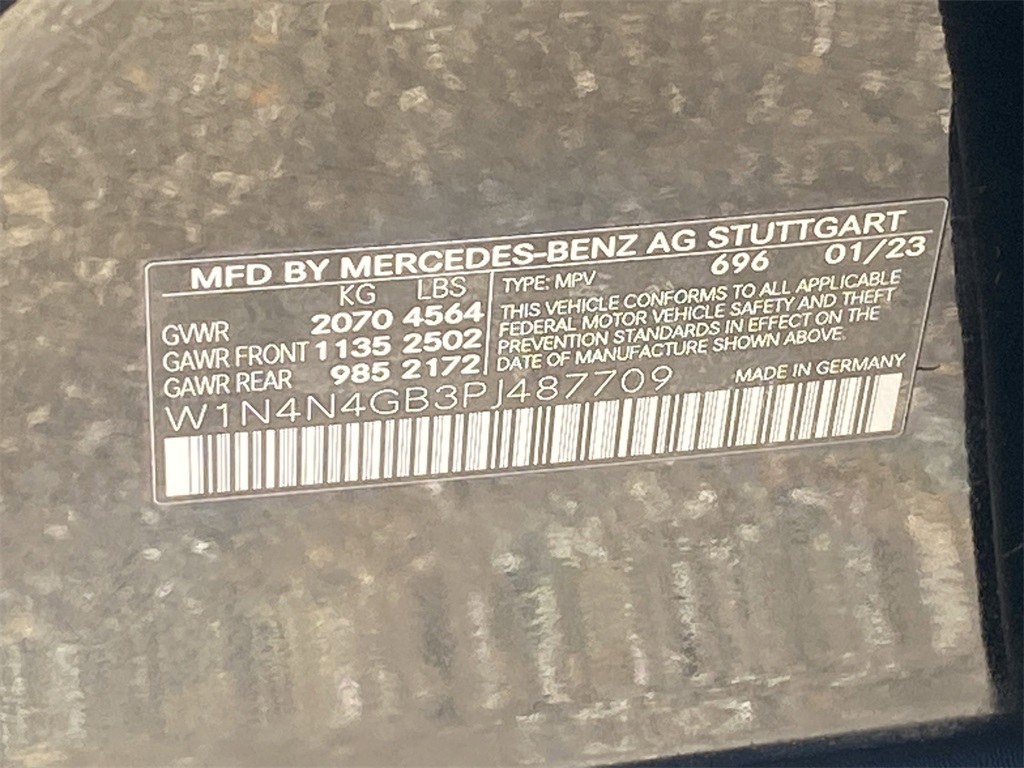 MFD BY MERCEDES-BENZ AG STUTTGART
KG LBS
GVWR 2070 4564
GAWR FRONT 1135 2502
GAWR REAR 985 2172
696 01/23
TYPE: MPV
THIS VEHICLE CONFORMS TO ALL APPLICABLE
FEDERAL MOTOR VEHICLE SAFETY AND THEFT
PREVENTION STANDARDS IN EFFECT ON THE
DATE OF MANUFACTURE SHOWN ABOVE.
W1N4N4GB3PJ487709
MADE IN GERMANY